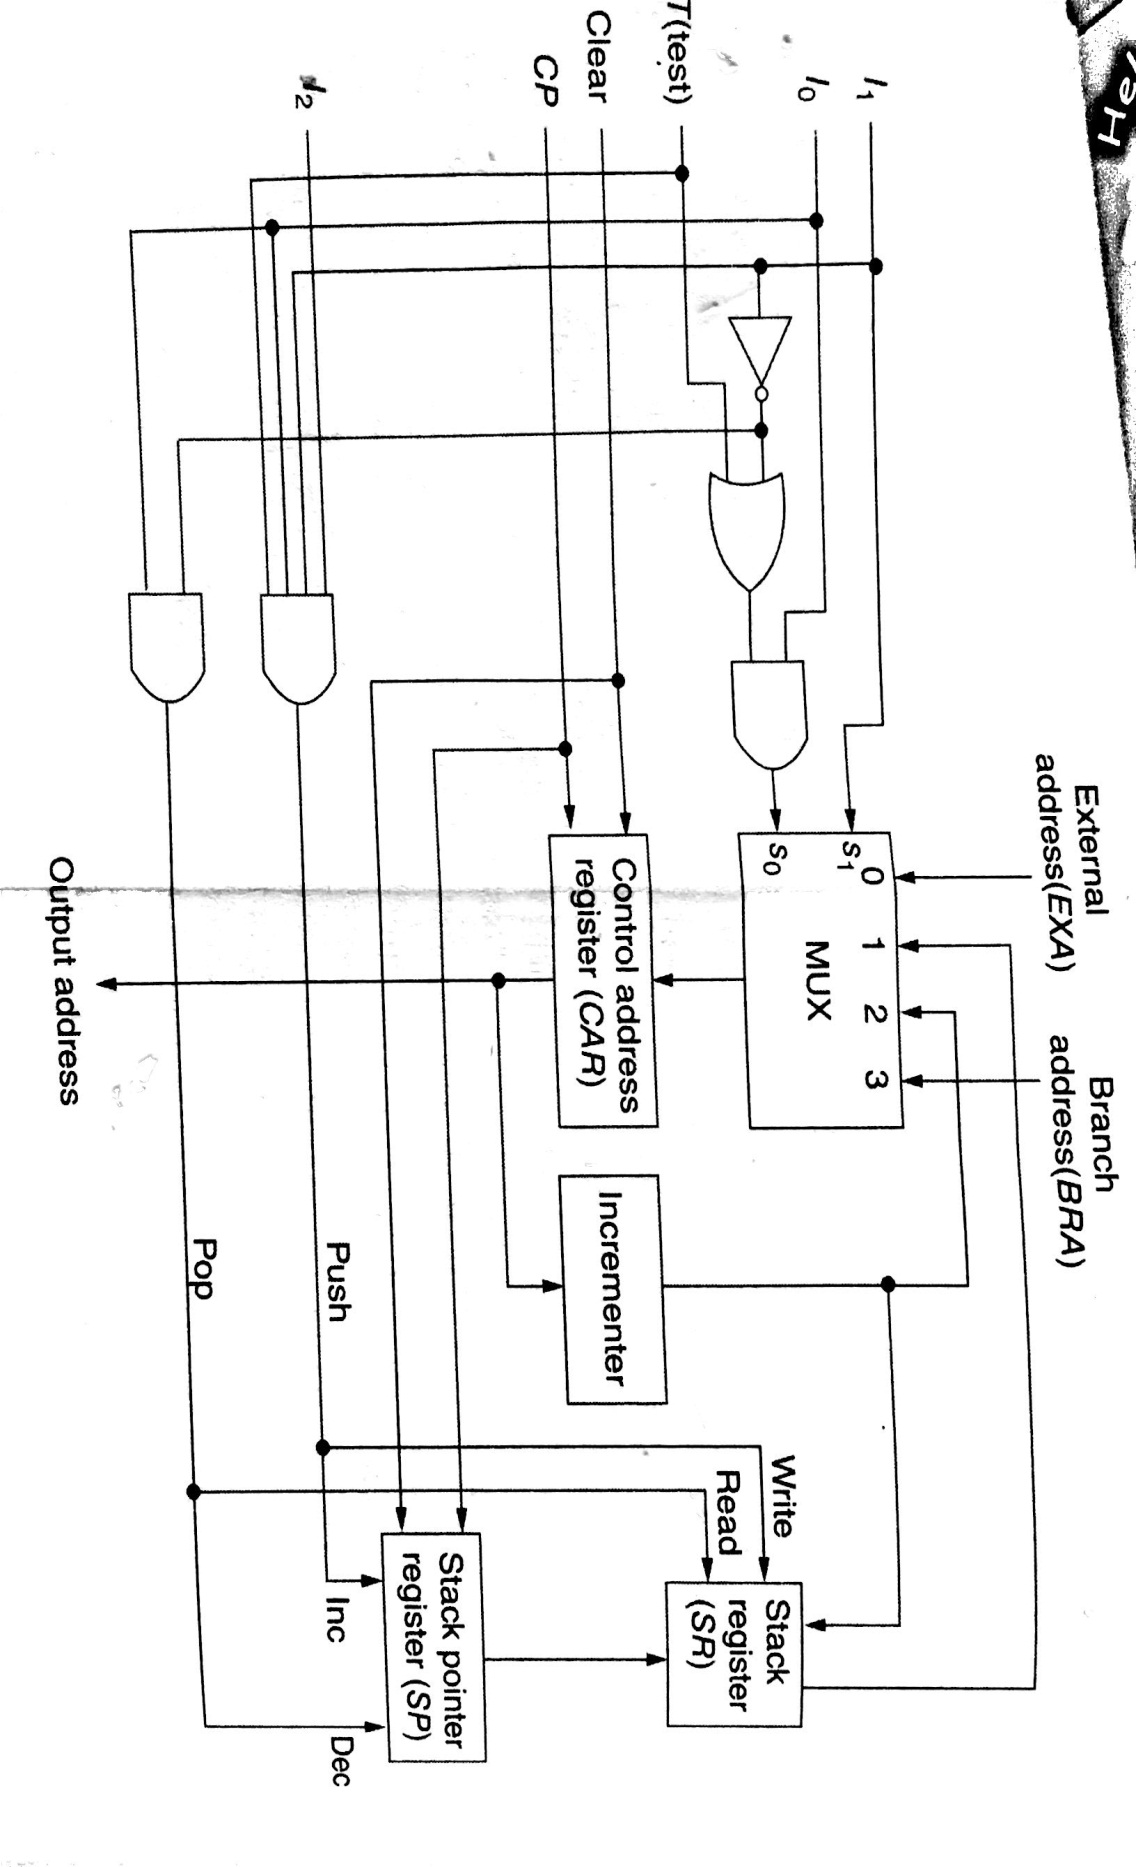 He
External
address(EXA)
Branch
address(BRA)
I1
I0
T(test)
Clear
CP
I2
0
1
2
3
S1
S0
MUX
Control address
register (CAR)
Incrementer
Write
Read
Stack
register
(SR)
Stack pointer
register (SP)
Push
Pop
Inc
Dec
Output address